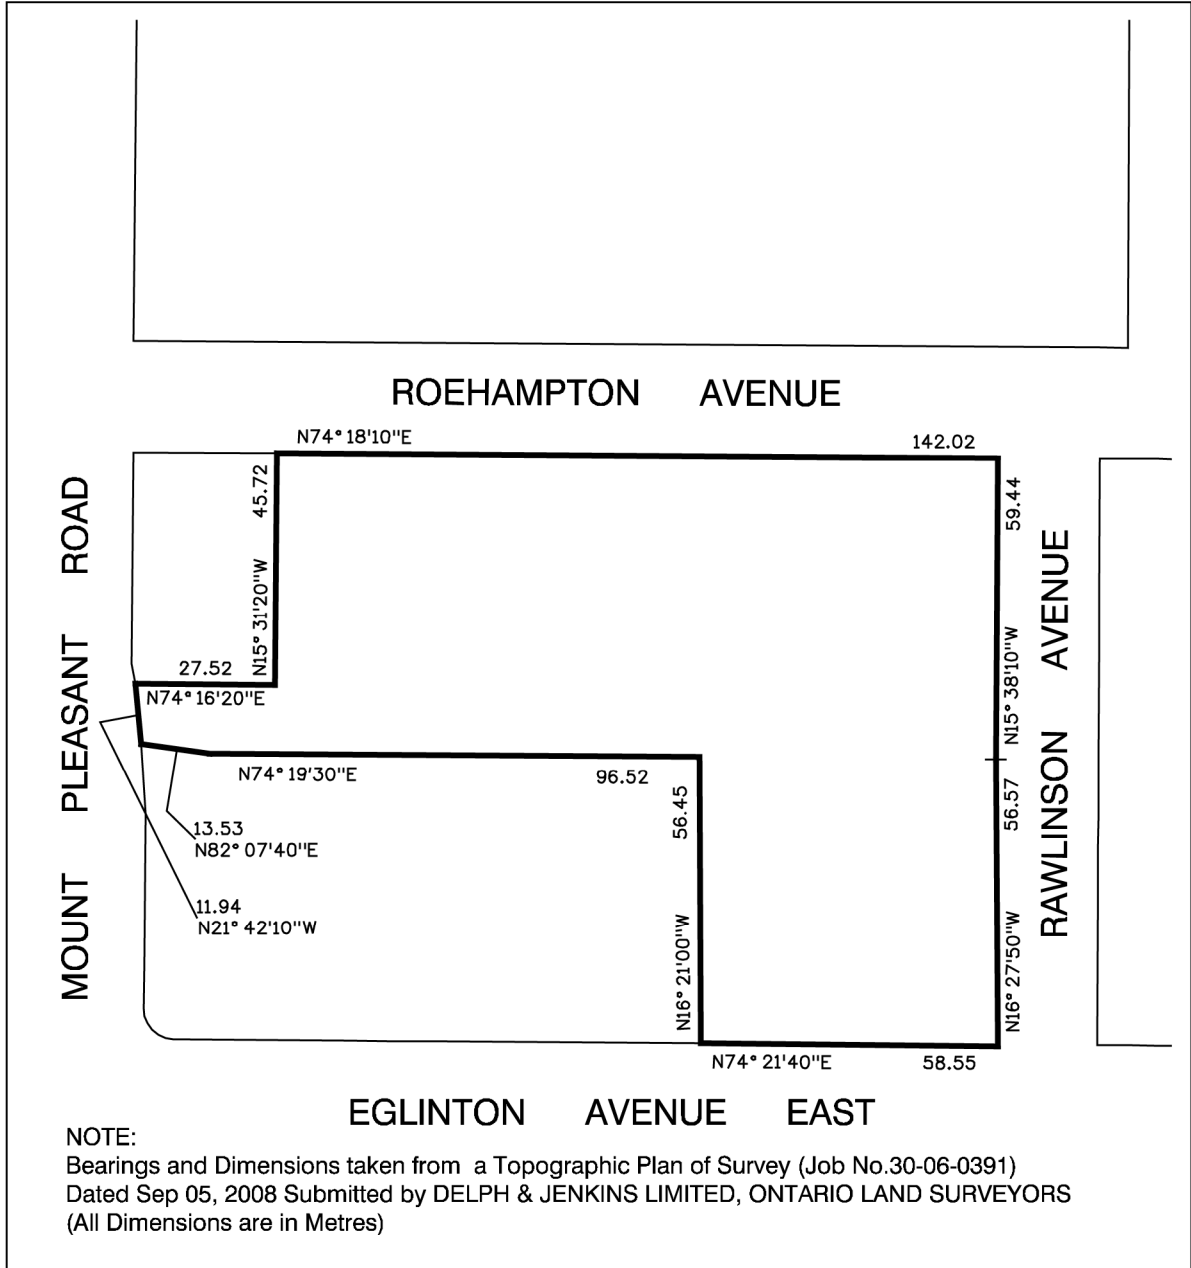 ROEHAMPTON AVENUE
N74° 18'10"E
142.02
45.72
N15° 31'20"W
59.44
N15° 38'10"W
MOUNT PLEASANT ROAD
RAWLINSON AVENUE
27.52
N74° 16'20"E
N74° 19'30"E
96.52
56.45
N16° 21'00"W
56.57
N16° 27'50"W
13.53
N82° 07'40"E
11.94
N21° 42'10"W
N74° 21'40"E
58.55
EGLINTON AVENUE EAST
NOTE:
Bearings and Dimensions taken from a Topographic Plan of Survey (Job No.30-06-0391)
Dated Sep 05, 2008 Submitted by DELPH & JENKINS LIMITED, ONTARIO LAND SURVEYORS
(All Dimensions are in Metres)